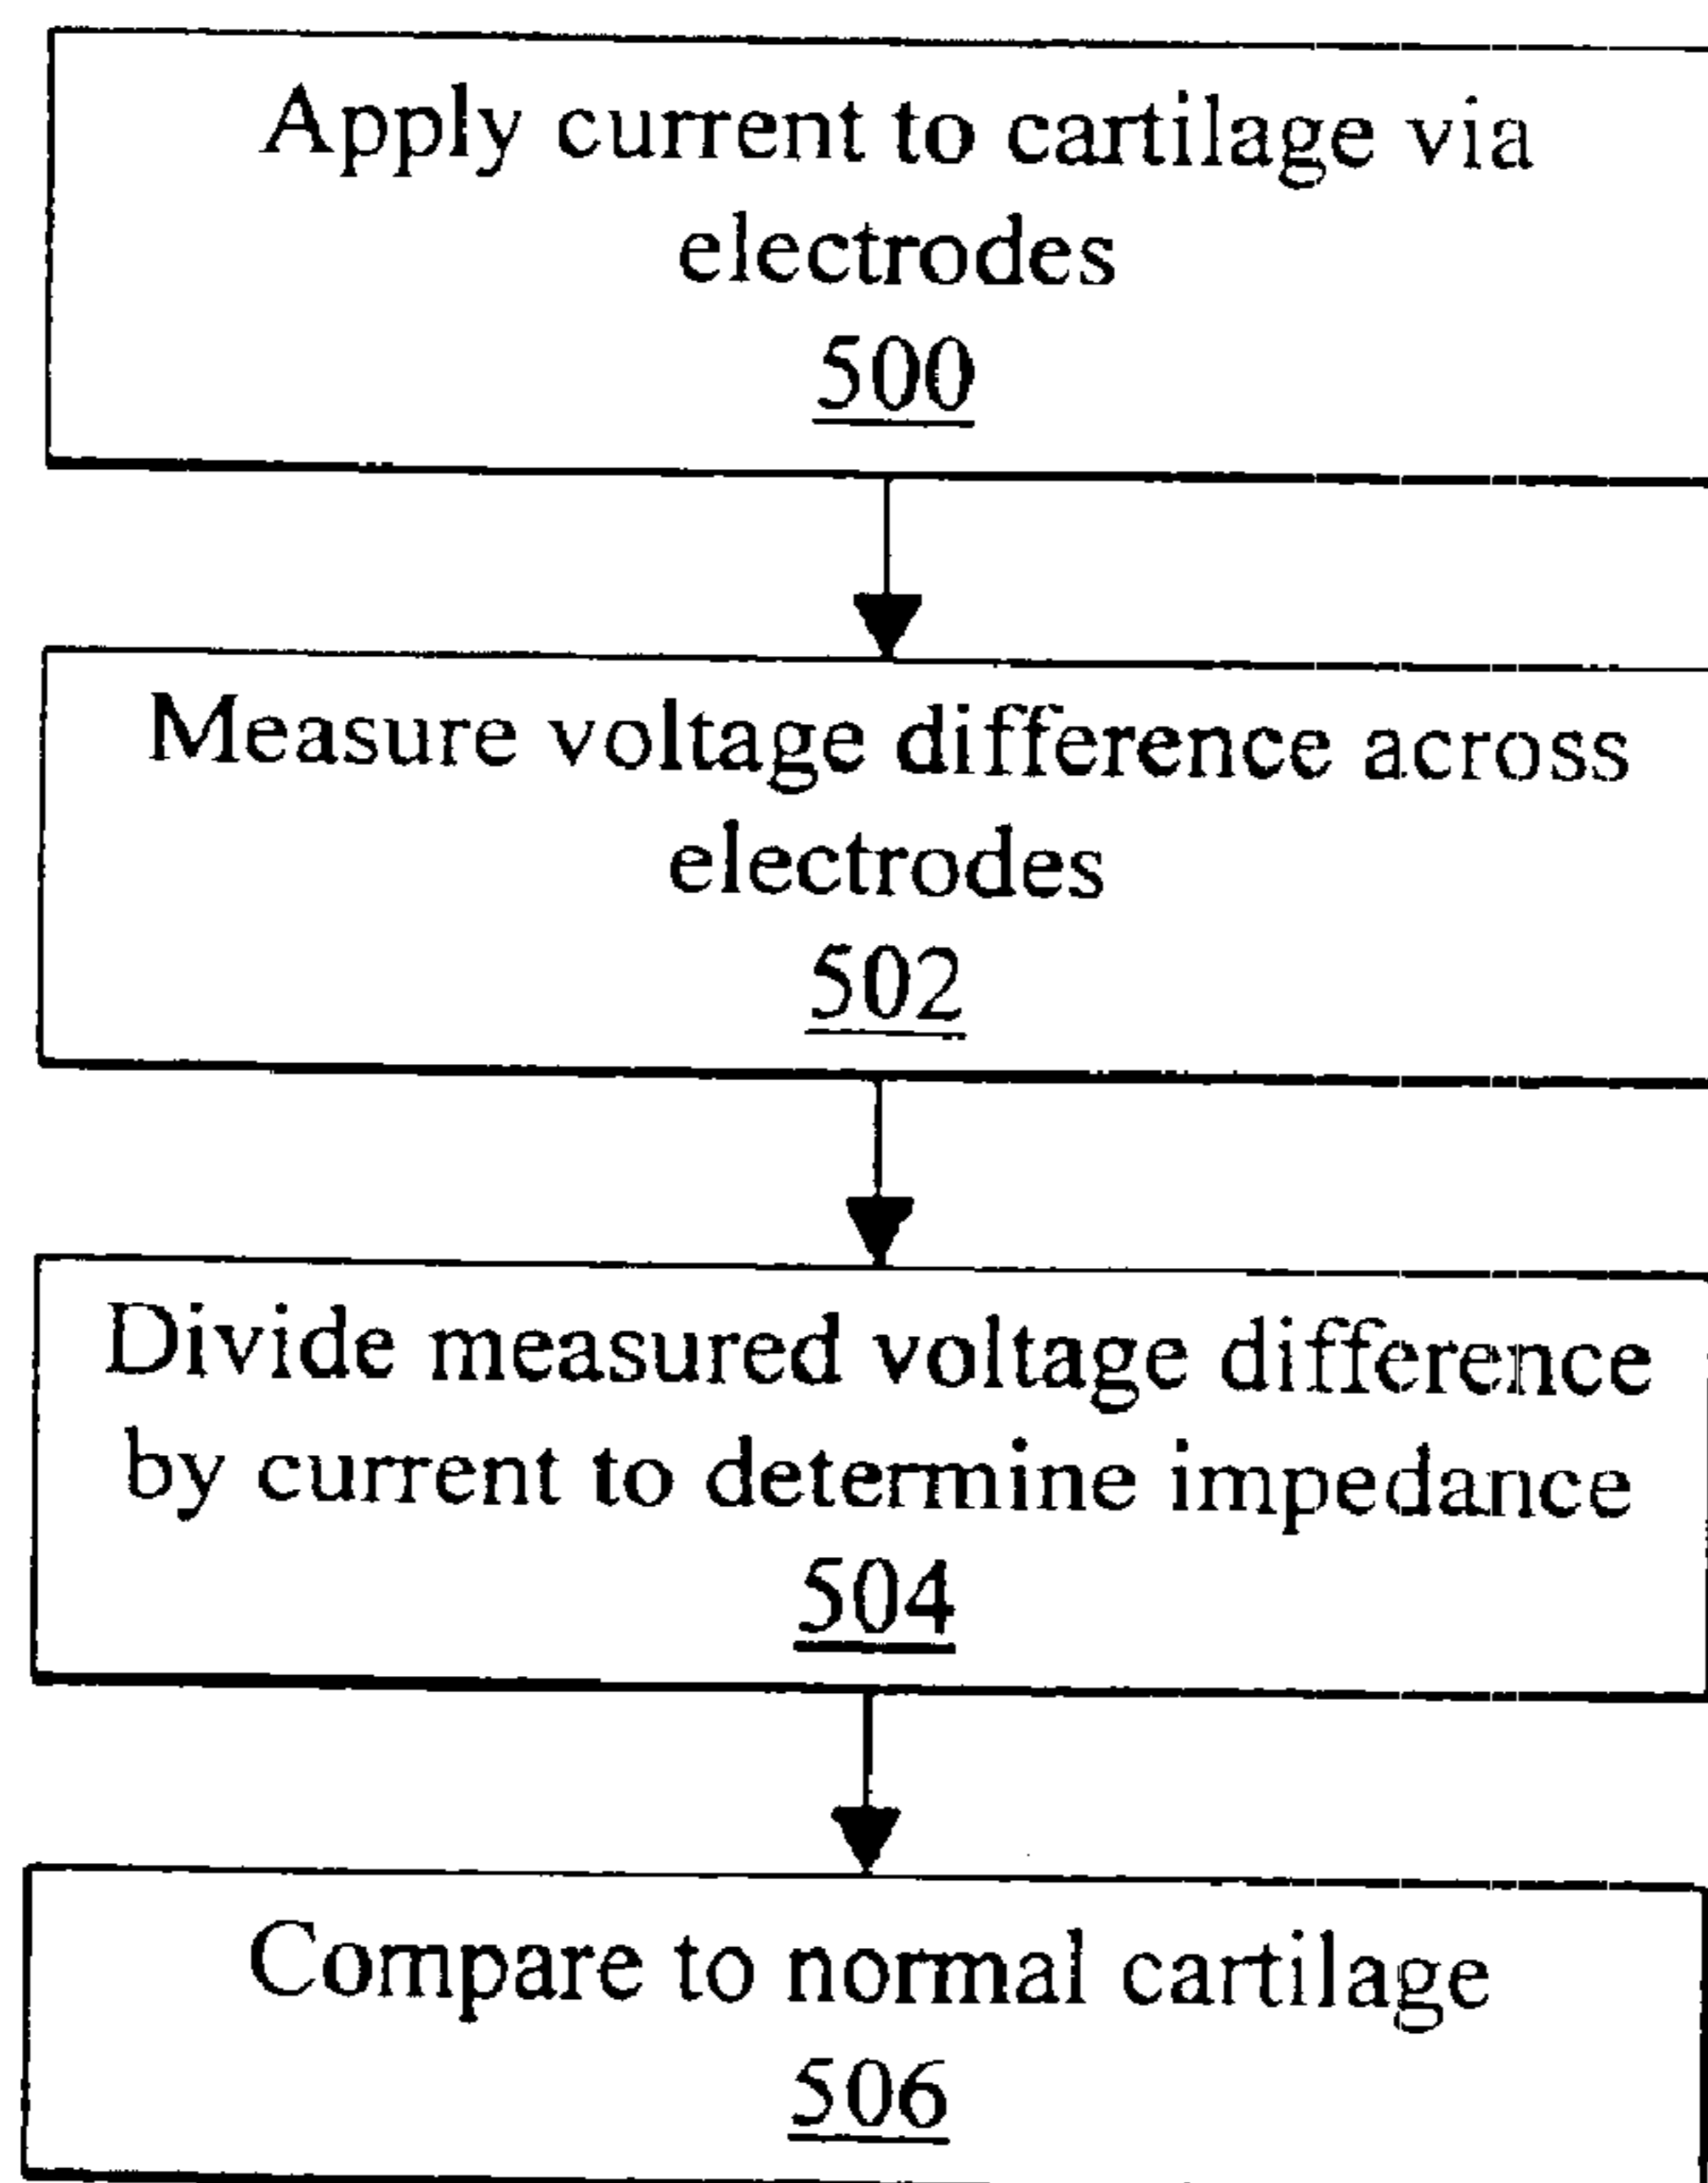 Apply current to cartilage via
electrodes
500
Measure voltage difference across
electrodes
502
Divide measured voltage difference
by current to determine impedance
504
Compare to normal cartilage
506